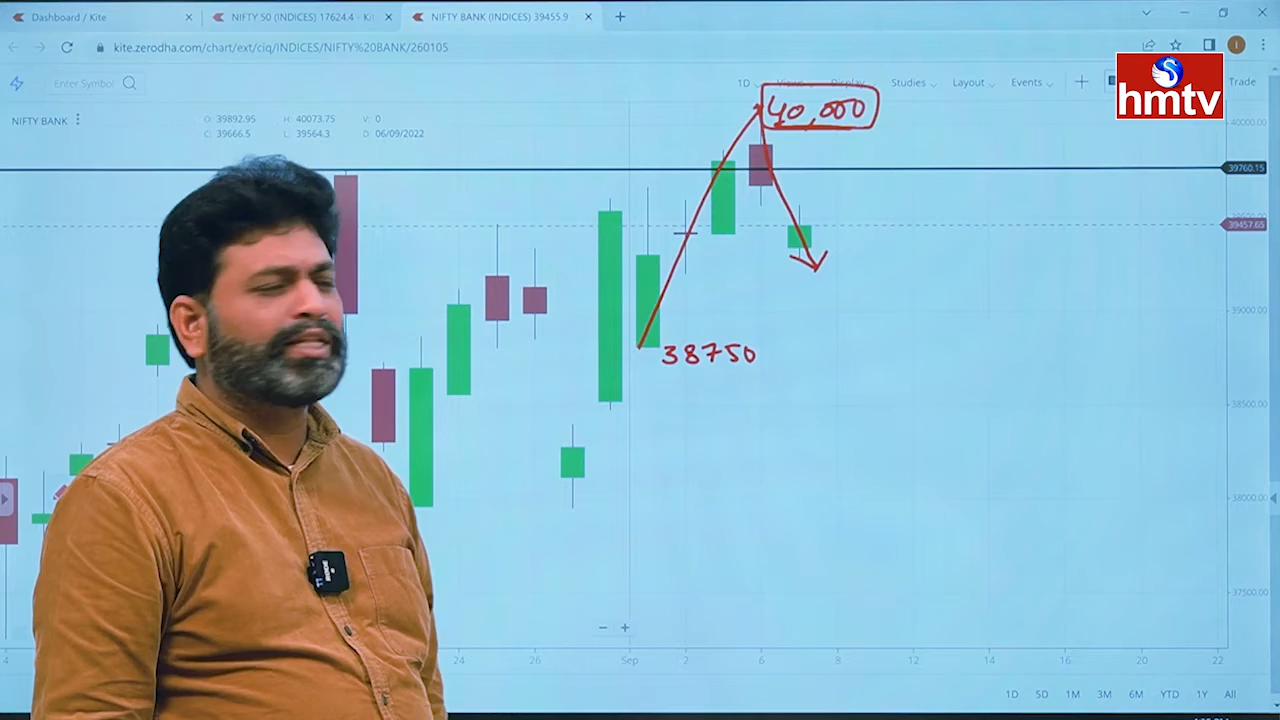 Dashboard / Kite
NIFTY 50 (INDICES) 17624.4 - Kit
NIFTY BANK (INDICES) 39455.9
kite.zerodha.com/chart/ext/ciq/INDICES/NIFTY%20BANK/260105
Enter Symbol
1D
Views
Display
Studies
Layout
Events
Trade
hmtv
NIFTY BANK
O: 39892.95 H: 40073.75 V: 0
C: 39666.5 L: 39564.3 D: 06/09/2022
40,000
40000.00
39760.15
39457.65
39000.00
38750
38500.00
38000.00
37500.00
4 24 26 Sep 2 6 8 12 14 16 20 22
1D 5D 1M 3M 6M YTD 1Y All